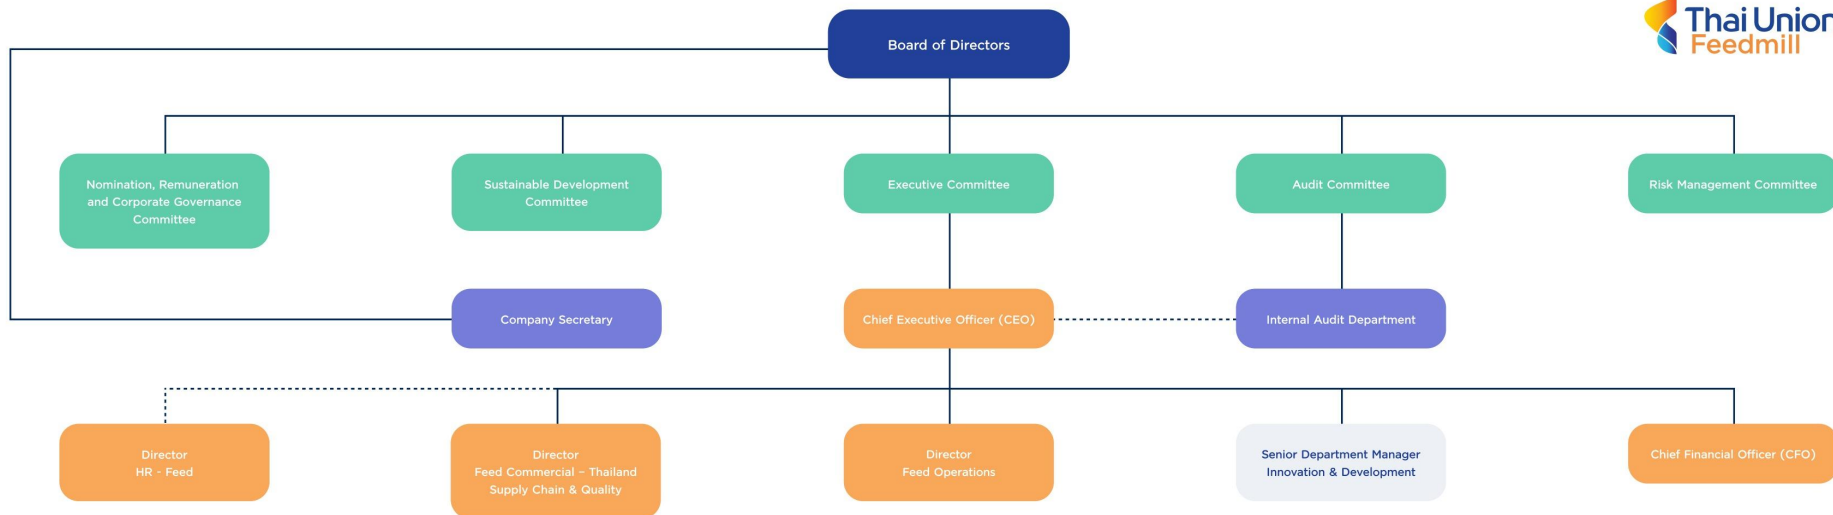 Thai Union
Feedmill
Board of Directors
Nomination, Remuneration
and Corporate Governance
Committee
Sustainable Development
Committee
Executive Committee
Audit Committee
Risk Management Committee
Company Secretary
Chief Executive Officer (CEO)
Internal Audit Department
Director
HR - Feed
Director
Feed Commercial – Thailand
Supply Chain & Quality
Director
Feed Operations
Senior Department Manager
Innovation & Development
Chief Financial Officer (CFO)